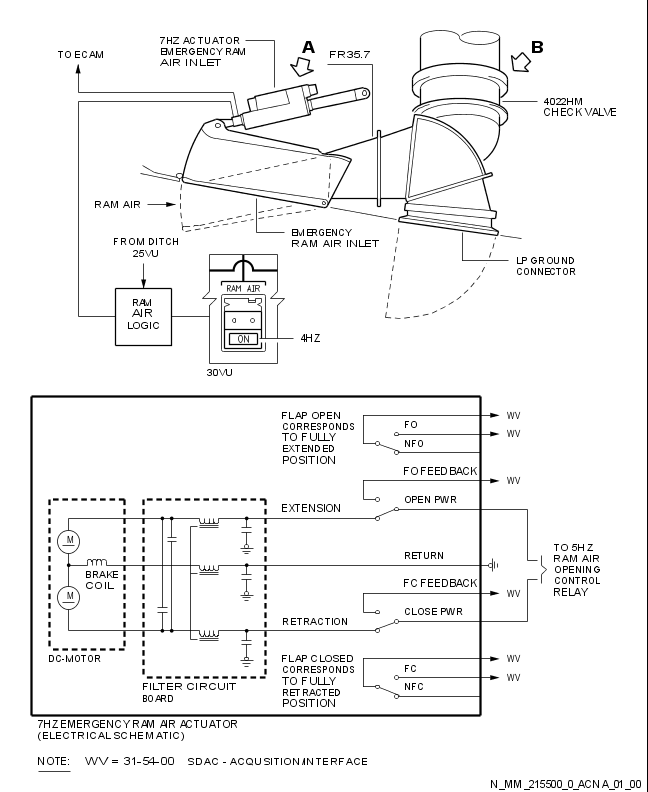 TO ECAM
7HZ ACTUATOR
EMERGENCY RAM
AIR INLET
A
FR35.7
B
4022HM
CHECK VALVE
RAM AIR
EMERGENCY
RAM AIR INLET
LP GROUND
CONNECTOR
FROM DITCH
25VU
RAM
AIR
LOGIC
RAM AIR
ON
4HZ
30VU
FLAP OPEN
CORRESPONDS
TO FULLY
EXTENDED
POSITION
WV
FO
WV
NFO
FO FEEDBACK
WV
EXTENSION
OPEN PWR
M
BRAKE
COIL
M
RETURN
TO 5HZ
RAM AIR
OPENING
CONTROL
RELAY
FC FEEDBACK
WV
RETRACTION
CLOSE PWR
DC-MOTOR
FILTER CIRCUIT
BOARD
FLAP CLOSED
CORRESPONDS
TO FULLY
RETRACTED
POSITION
WV
FC
WV
NFC
7HZ EMERGENCY RAM AIR ACTUATOR
(ELECTRICAL SCHEMATIC)
NOTE: WV = 31-54-00 SDAC - ACQUSITION/INTERFACE
N_MM_215500_0_ACNA_01_00